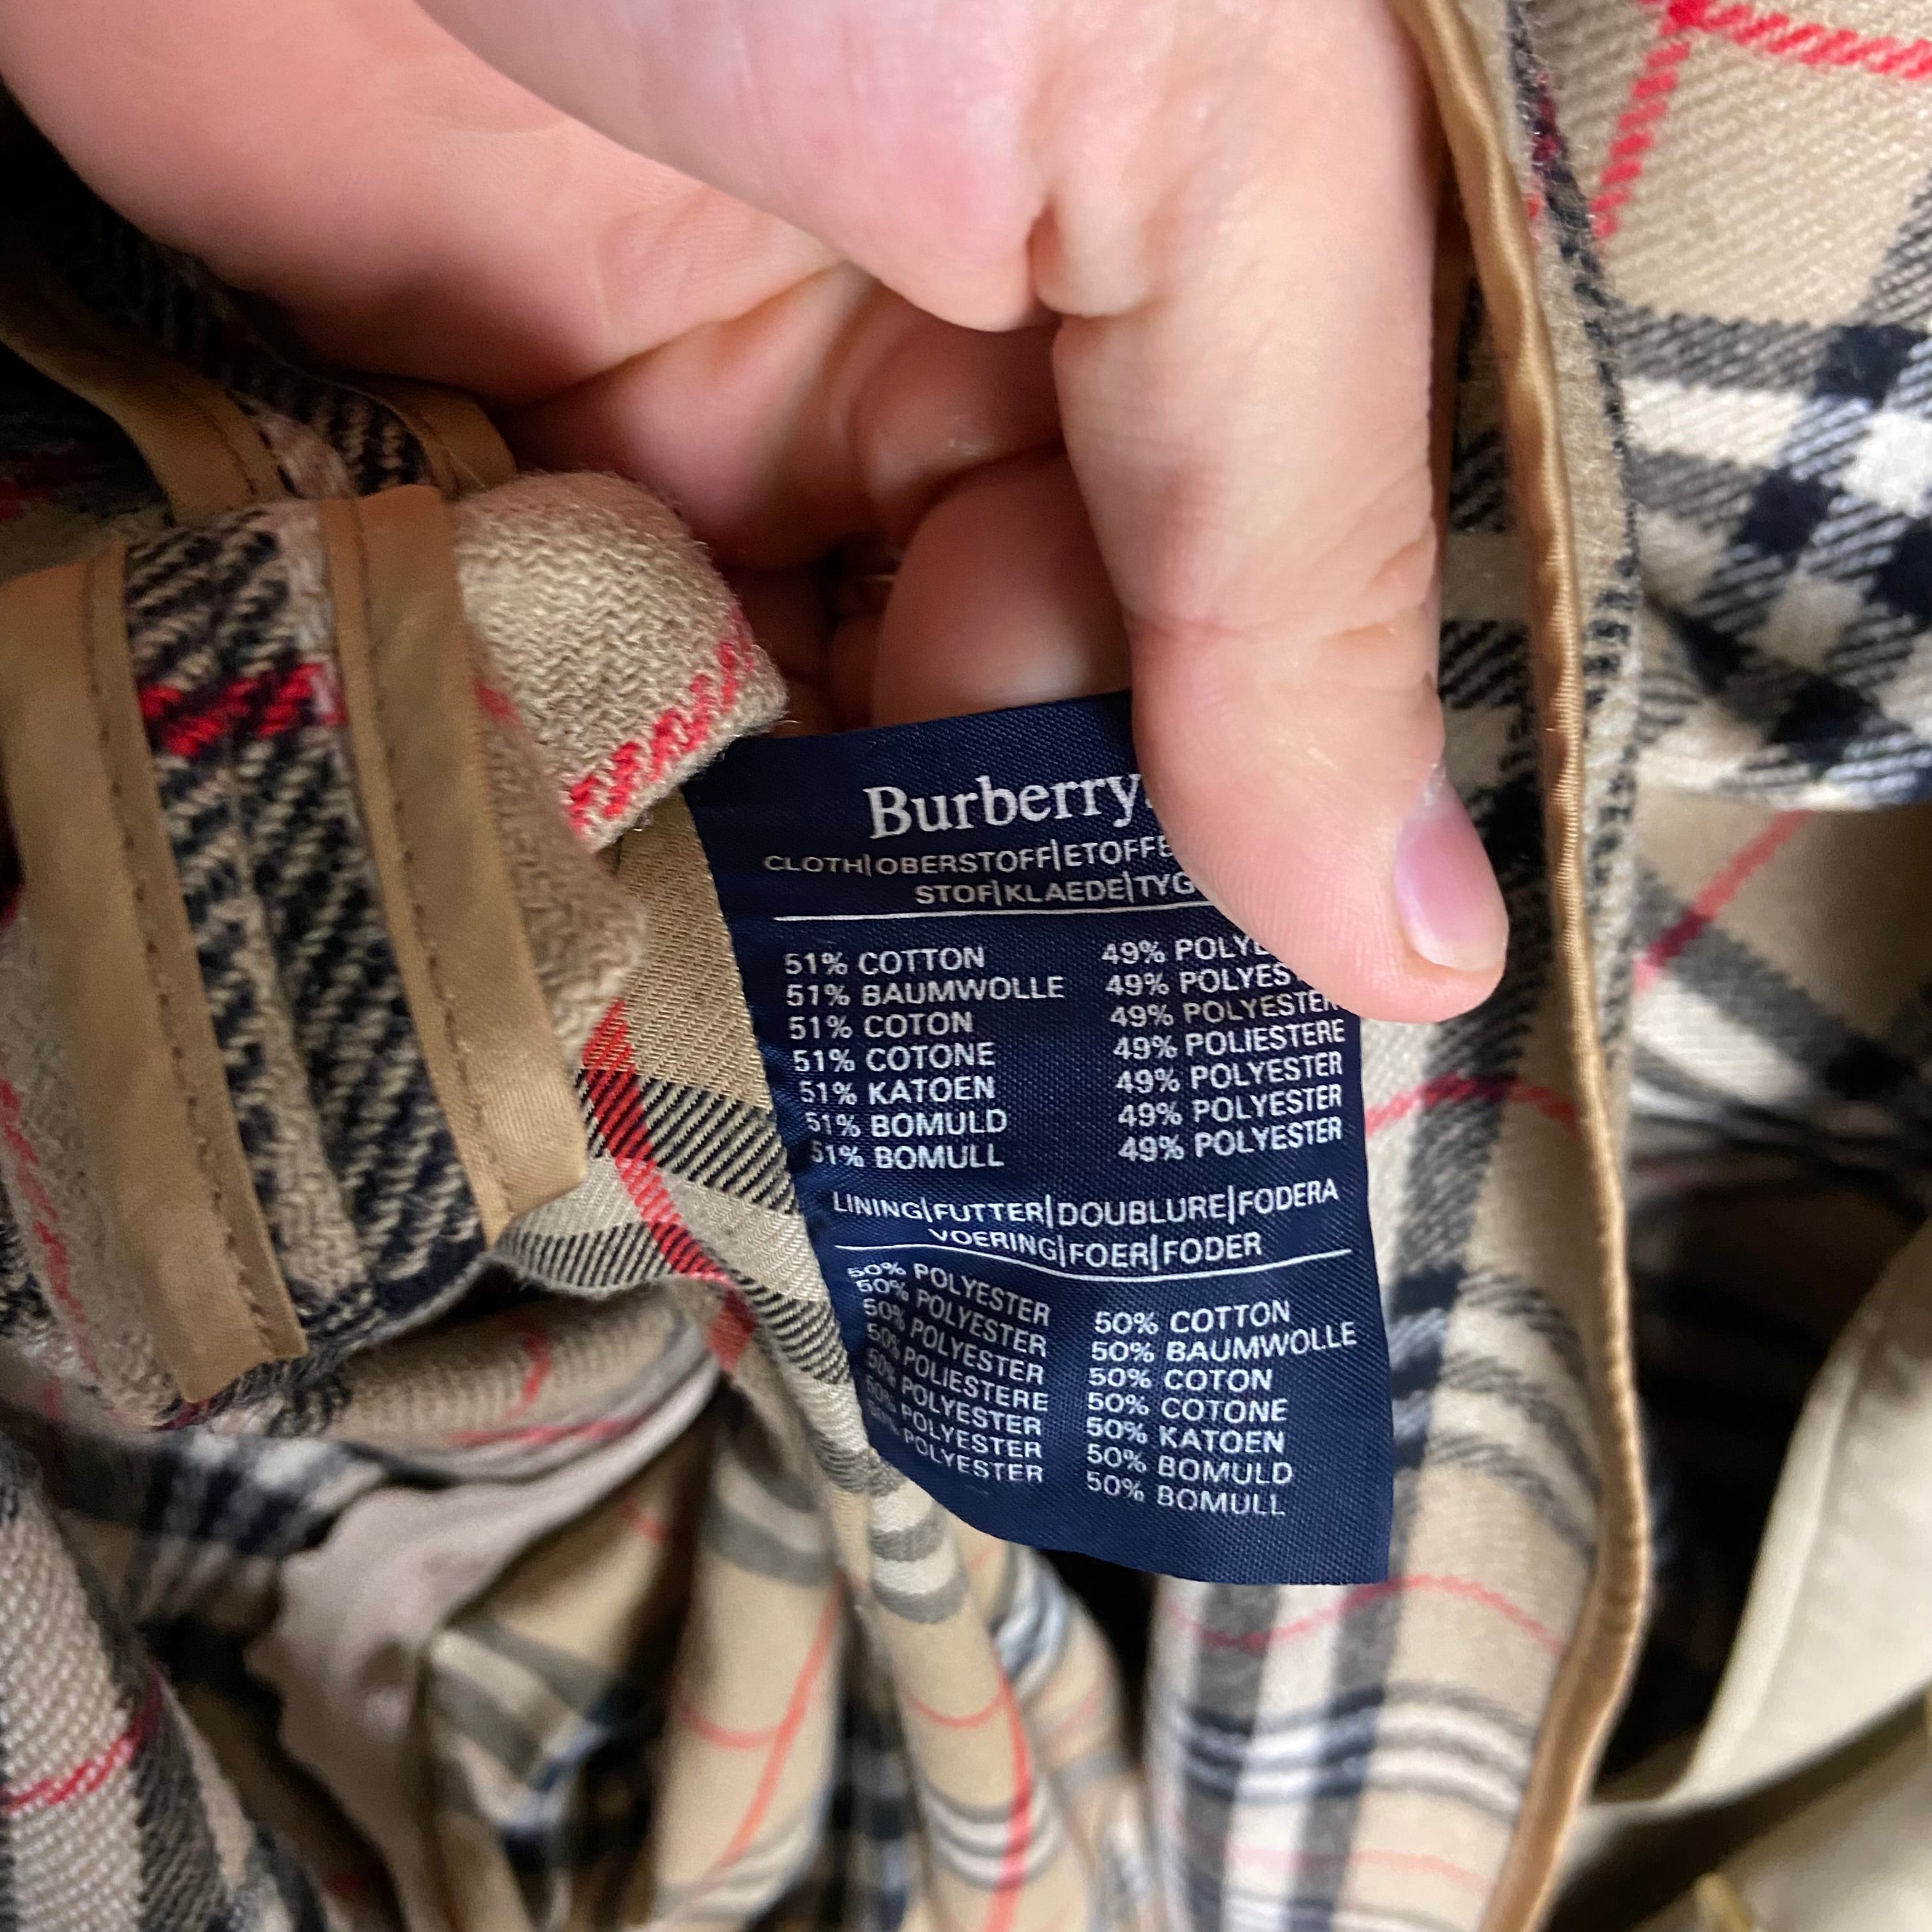 Burberry
CLOTH|OBERSTOFF|ETOFFE
STOF|KLAEDE|TYG
51% COTTON 49% POLYE
51% BAUMWOLLE 49% POLYES
51% COTON 49% POLYESTER
51% COTONE 49% POLIESTERE
51% KATOEN 49% POLYESTER
51% BOMULD 49% POLYESTER
51% BOMULL 49% POLYESTER
LINING|FUTTER|DOUBLURE|FODERA
VOERING|FOER|FODER
50% POLYESTER 50% COTTON
50% POLYESTER 50% BAUMWOLLE
50% POLYESTER 50% COTON
50% POLIESTERE 50% COTONE
50% POLYESTER 50% KATOEN
50% POLYESTER 50% BOMULD
50% POLYESTER 50% BOMULL